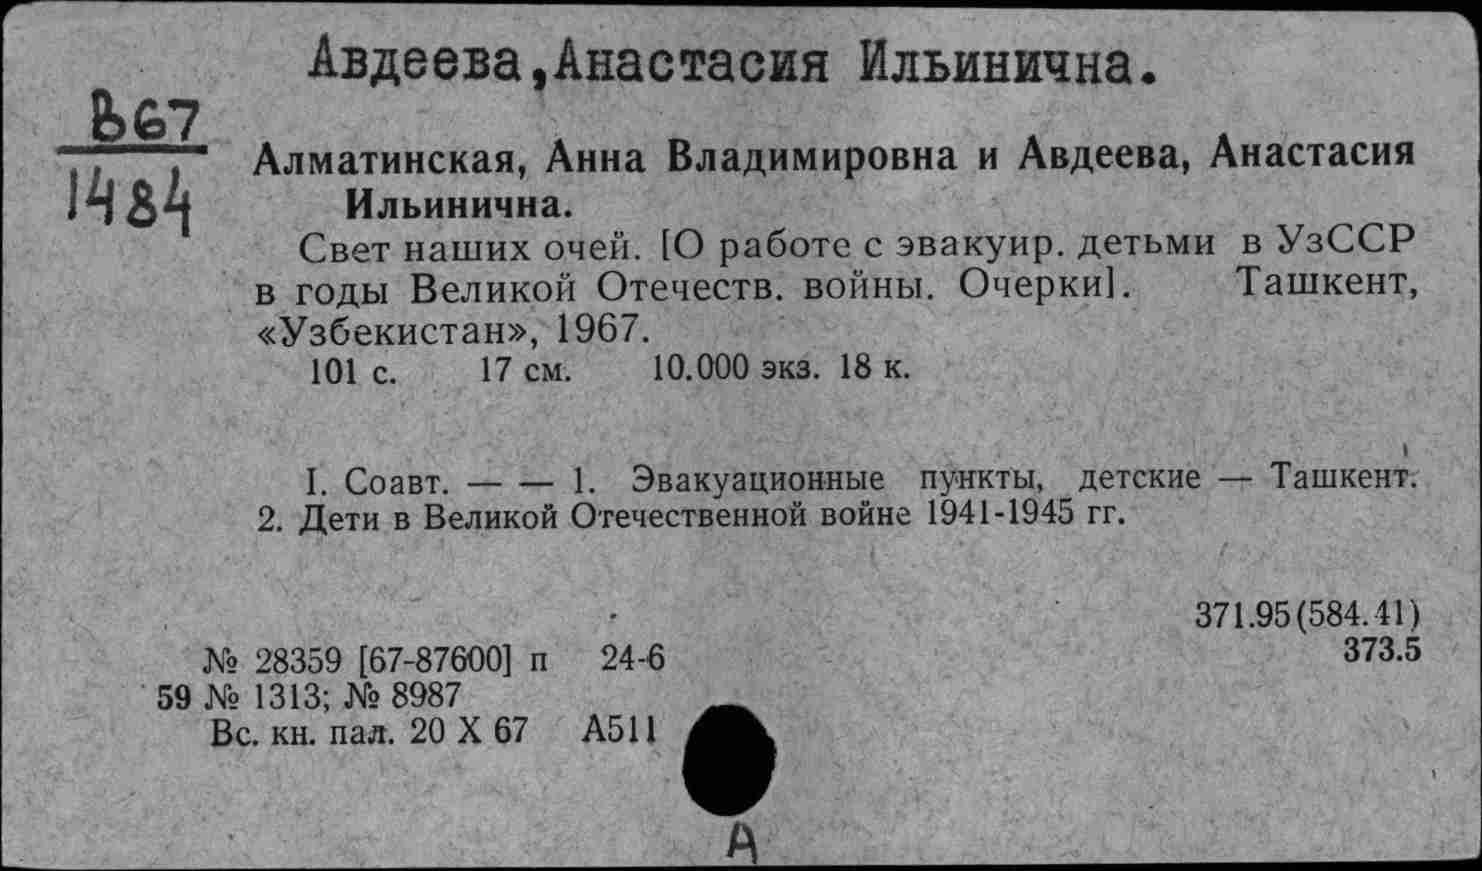 Авдеева, Анастасия Ильинична.
В67
1484
Алматинская, Анна Владимировна и Авдеева, Анастасия
Ильинична.
Свет наших очей. [О работе с эвакуир. детьми в УзССР
в годы Великой Отечеств. войны. Очерки]. Ташкент,
«Узбекистан», 1967.
101 с. 17 см. 10.000 экз. 18 к.
I. Соавт. — — 1. Эвакуационные пункты, детские — Ташкент.
2. Дети в Великой Отечественной войне 1941-1945 гг.
371.95(584.41)
373.5
№ 28359 [67-87600] п 24-6
59 № 1313; № 8987
Вс. кн. пал. 20 X 67 А511
А